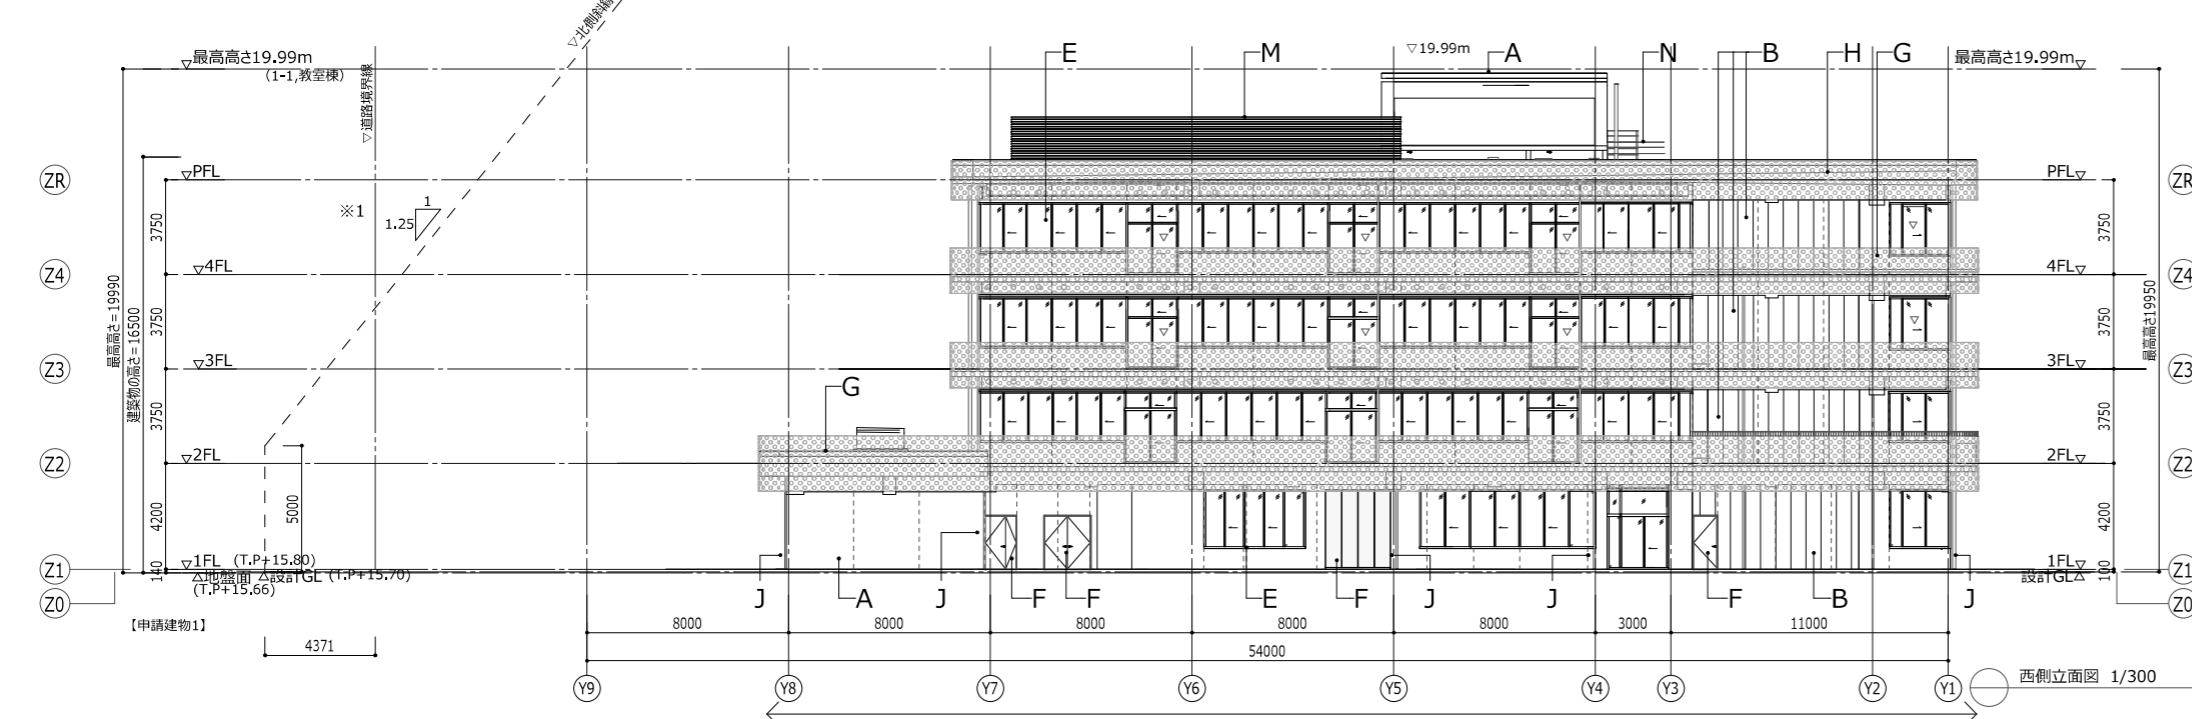 ▽北側斜線
最高高さ19.99m
(1-1,教室棟)
▽道路境界線
E
M
▽19.99m
A
N
B
H
G
最高高さ19.99m
ZR
PFL
PFL
ZR
※1
1
1.25
3750
3750
Z4
4FL
4FL
Z4
最高高さ=19990
建築物の高さ=16500
3750
3750
最高高さ19950
Z3
3FL
3FL
Z3
3750
3750
G
Z2
2FL
2FL
Z2
5000
4200
4200
Z1
1FL (T.P+15.80)
1FL
Z1
140
△地盤面 △設計GL (T.P+15.70)
(T.P+15.66)
設計GL
100
Z0
Z0
J
A
J
F
F
E
F
J
J
F
B
J
【申請建物1】
4371
8000
8000
8000
8000
8000
3000
11000
54000
Y9
Y8
Y7
Y6
Y5
Y4
Y3
Y2
Y1
西側立面図 1/300